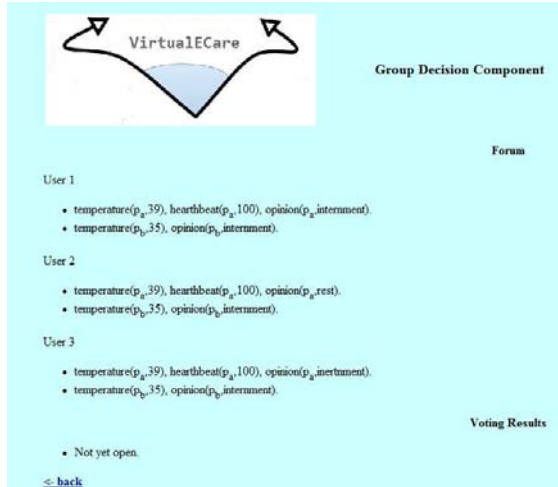 VirtualECare
Group Decision Component
Forum
User 1
• temperature(pa,39), hearthbeat(pa,100), opinion(pa,internment).
• temperature(pb,35), opinion(pb,internment).
User 2
• temperature(pa,39), hearthbeat(pa,100), opinion(pa,rest).
• temperature(pb,35), opinion(pb,internment).
User 3
• temperature(pa,39), hearthbeat(pa,100), opinion(pa,inertnment).
• temperature(pb,35), opinion(pb,internment).
Voting Results
• Not yet open.
<- back